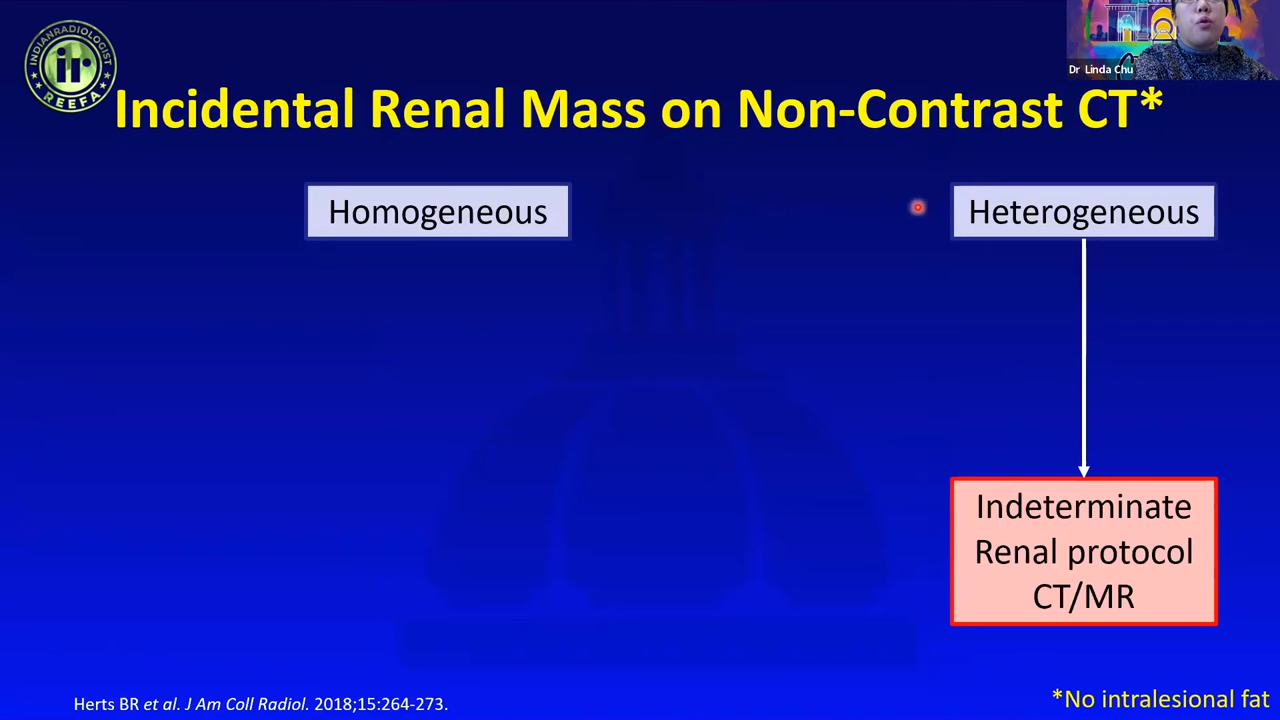 INDIANRADIOLOGIST
ir
REEFA
Dr Linda Chu
Incidental Renal Mass on Non-Contrast CT*
Homogeneous
Heterogeneous
Indeterminate
Renal protocol
CT/MR
Herts BR et al. J Am Coll Radiol. 2018;15:264-273.
*No intralesional fat